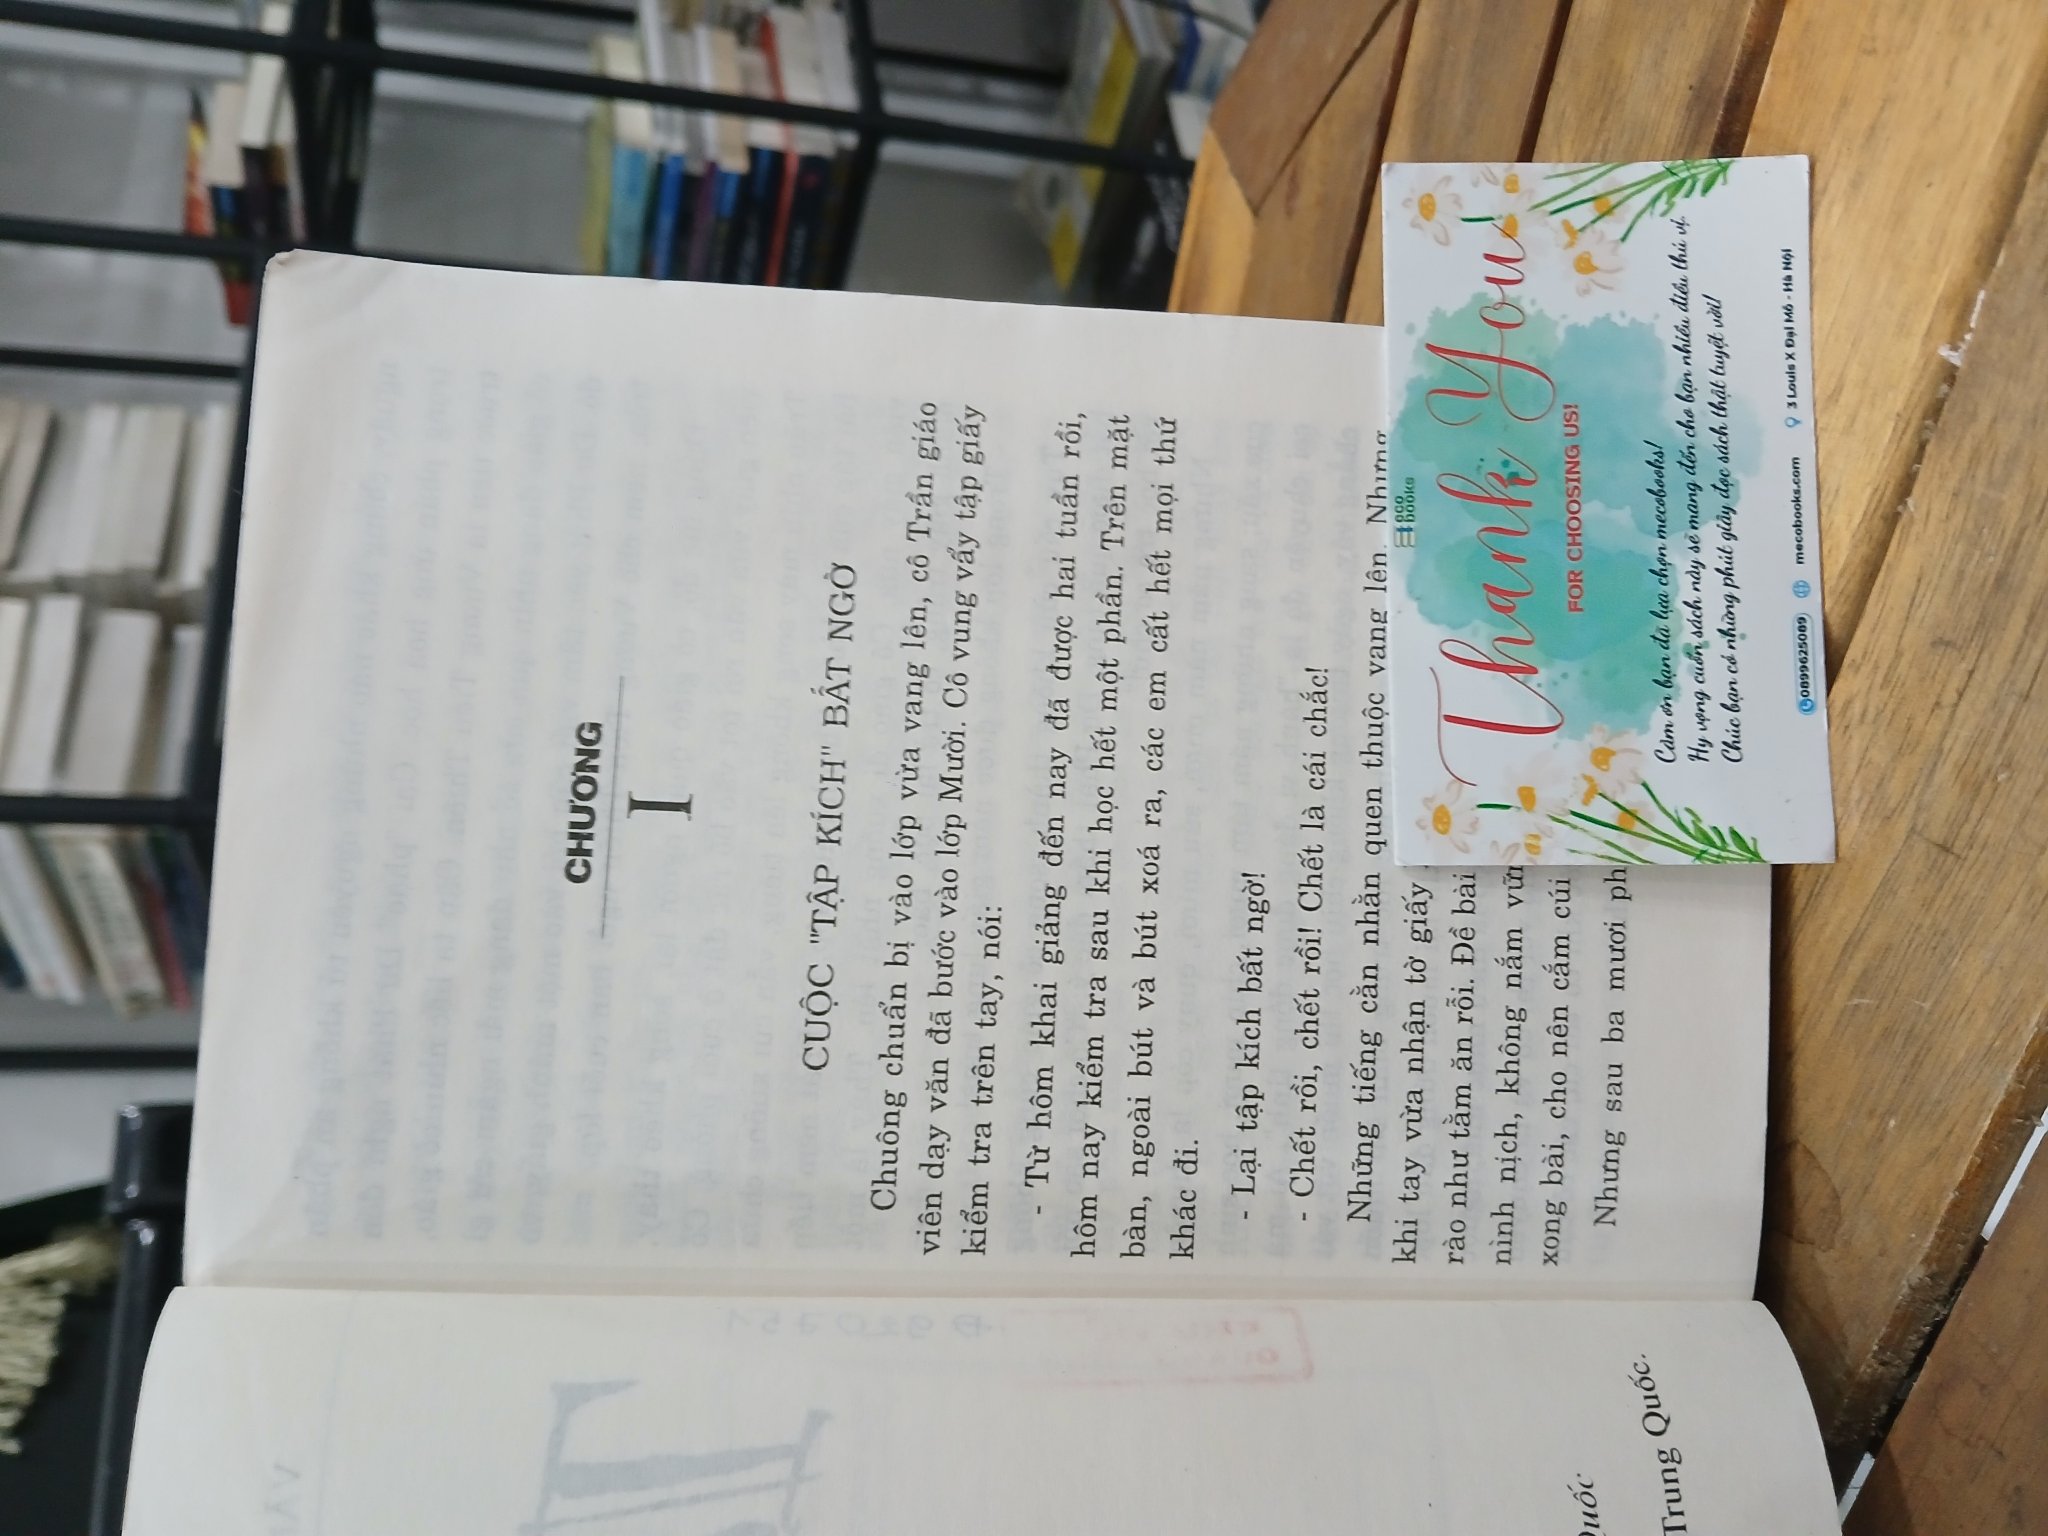 CHƯƠNG
I
CUỘC "TẬP KÍCH" BẤT NGỜ
Chuông chuẩn bị vào lớp vừa vang lên, cô Trần giáo
viên dạy văn đã bước vào lớp Mười. Cô vung vẩy tập giấy
kiểm tra trên tay, nói:
- Từ hôm khai giảng đến nay đã được hai tuần rồi,
hôm nay kiểm tra sau khi học hết một phần. Trên mặt
bàn, ngoài bút và bút xoá ra, các em cất hết mọi thứ
khác đi.
- Lại tập kích bất ngờ!
- Chết rồi, chết rồi! Chết là cái chắc!
Những tiếng cằn nhằn quen thuộc vang lên. Nhưng
khi tay vừa nhận tờ giấy
rào như tằm ăn rỗi. Đề bài
nình nịch, không nắm
xong bài, cho nên cắm cúi
Nhưng sau ba mươi
Trung Quốc.
books
Thank You
FOR CHOOSING US!
Cảm ơn bạn đã lựa chọn mecobooks!
Hy vọng cuốn sách này sẽ mang đến cho bạn nhiều điều thú vị.
Chúc bạn có những phút giây đọc sách thật tuyệt vời!
0899625089 mecobooks.com 3 Louis X Đại Mỗ - Hà Nội